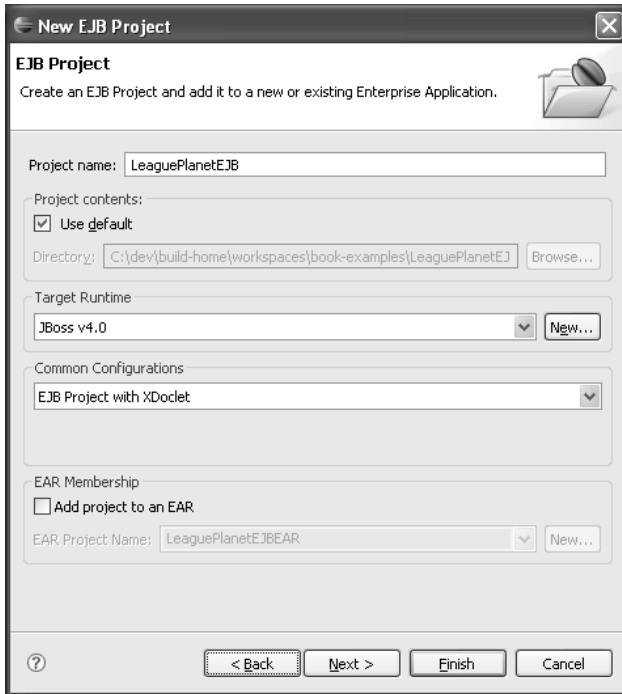 New EJB Project
EJB Project
Create an EJB Project and add it to a new or existing Enterprise Application.
Project name: LeaguePlanetEJB
Project contents:
Use default
Directory: C:\dev\build-home\workspaces\book-examples\LeaguePlanetEJ Browse...
Target Runtime
JBoss v4.0 New...
Common Configurations
EJB Project with XDoclet
EAR Membership
Add project to an EAR
EAR Project Name: LeaguePlanetEJBEAR New...
? < Back Next > Finish Cancel